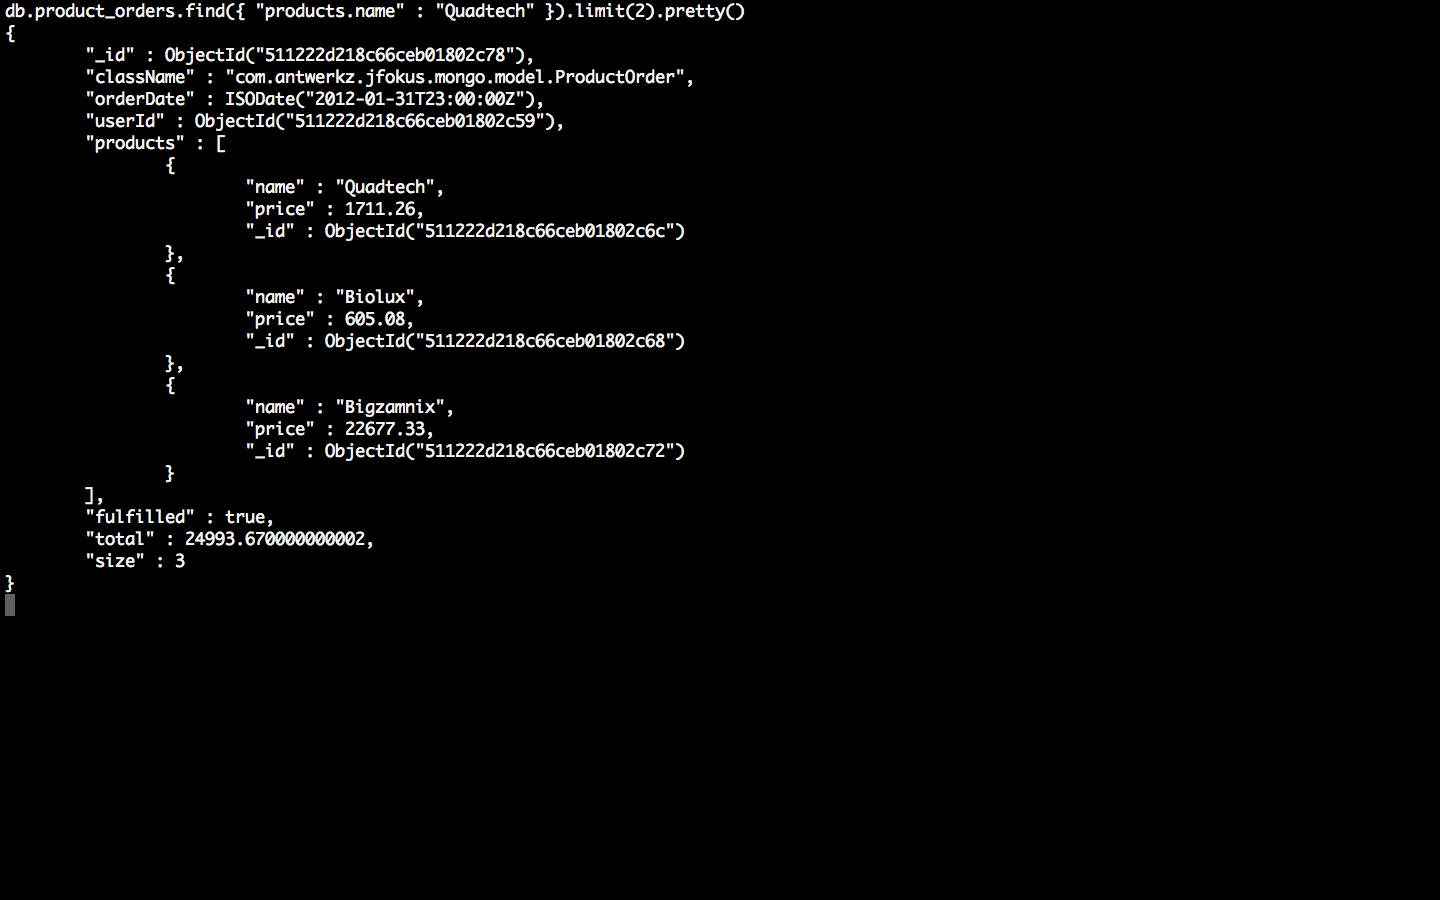 db.product_orders.find({ "products.name" : "Quadtech" }).limit(2).pretty()
{
        "_id" : ObjectId("511222d218c66ceb01802c78"),
        "className" : "com.antwerkz.jfokus.mongo.model.ProductOrder",
        "orderDate" : ISODate("2012-01-31T23:00:00Z"),
        "userId" : ObjectId("511222d218c66ceb01802c59"),
        "products" : [
                {
                        "name" : "Quadtech",
                        "price" : 1711.26,
                        "_id" : ObjectId("511222d218c66ceb01802c6c")
                },
                {
                        "name" : "Biolux",
                        "price" : 605.08,
                        "_id" : ObjectId("511222d218c66ceb01802c68")
                },
                {
                        "name" : "Bigzamnix",
                        "price" : 22677.33,
                        "_id" : ObjectId("511222d218c66ceb01802c72")
                }
        ],
        "fulfilled" : true,
        "total" : 24993.670000000002,
        "size" : 3
}